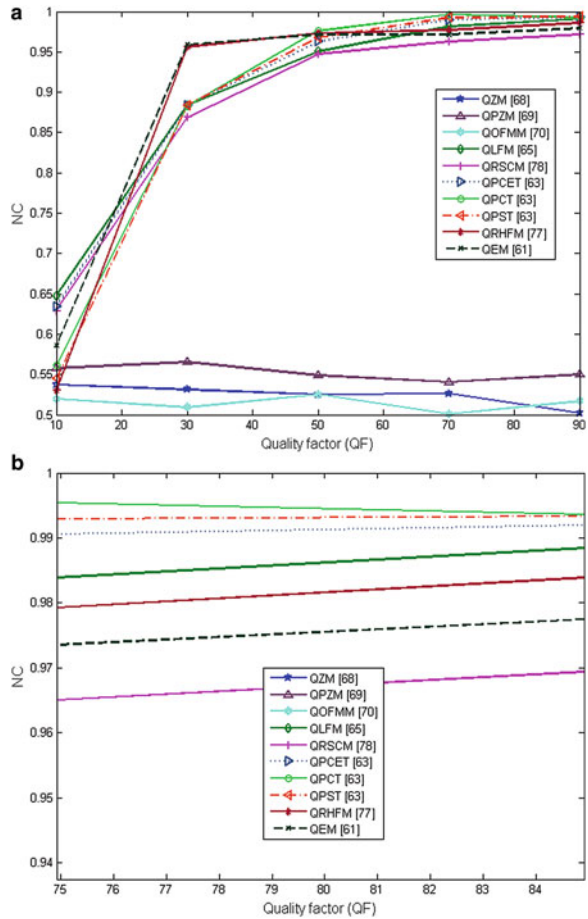 a
1
0.95
0.9
0.85
0.8
0.75
0.7
0.65
0.6
0.55
0.5
NC
QZM [68]
QPZM [69]
QOFMM [70]
QLFM [65]
QRSCM [78]
QPCET [63]
QPCT [63]
QPST [63]
QRHFM [77]
QEM [61]
10 20 30 40 50 60 70 80 90
Quality factor (QF)
b
1
0.99
0.98
0.97
0.96
0.95
0.94
NC
QZM [68]
QPZM [69]
QOFMM [70]
QLFM [65]
QRSCM [78]
QPCET [63]
QPCT [63]
QPST [63]
QRHFM [77]
QEM [61]
75 76 77 78 79 80 81 82 83 84
Quality factor (QF)